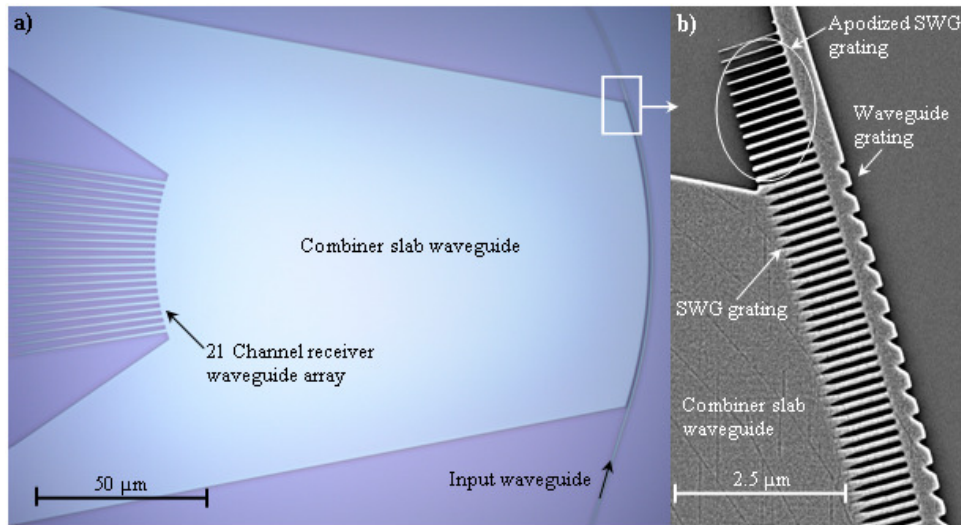 a)
Combiner slab waveguide
21 Channel receiver
waveguide array
50 μm
Input waveguide
b)
Apodized SWG
grating
Waveguide
grating
SWG grating
Combiner slab
waveguide
2.5 μm